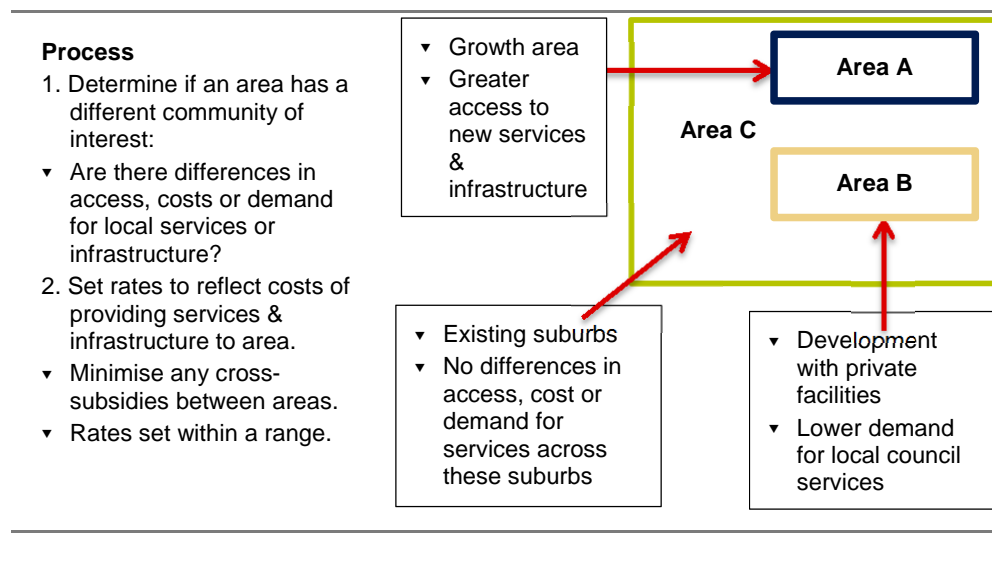 Process
1. Determine if an area has a
different community of
interest:
▼ Are there differences in
access, costs or demand
for local services or
infrastructure?
2. Set rates to reflect costs of
providing services &
infrastructure to area.
▼ Minimise any cross-
subsidies between areas.
▼ Rates set within a range.
▼ Growth area
▼ Greater
access to
new services
&
infrastructure
Area A
Area C
Area B
▼ Existing suburbs
▼ No differences in
access, cost or
demand for
services across
these suburbs
▼ Development
with private
facilities
▼ Lower demand
for local council
services